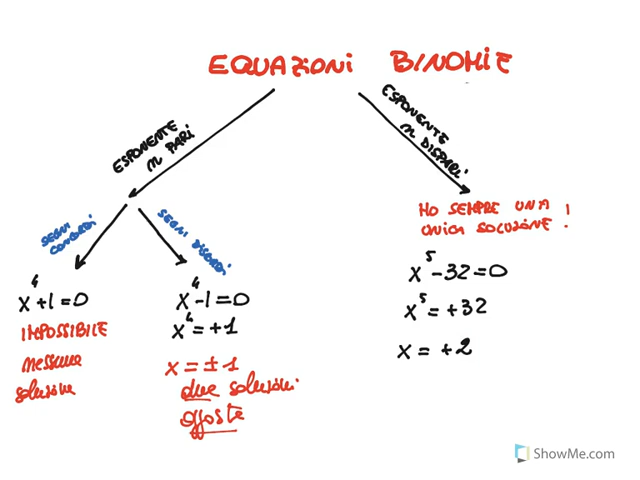 EQUAZIONI BINOMIE
ESPONENTE
n PARI
ESPONENTE
n DISPARI
SEGNI
CONCORDI
SEGNI DISCORDI
x⁴+1=0
IMPOSSIBILE
nessuna
soluzione
x⁴-1=0
x⁴=+1
x=±1
due soluzioni
opposte
HO SEMPRE UNA
UNICA SOLUZIONE!
x⁵-32=0
x⁵=+32
x=+2
ShowMe.com